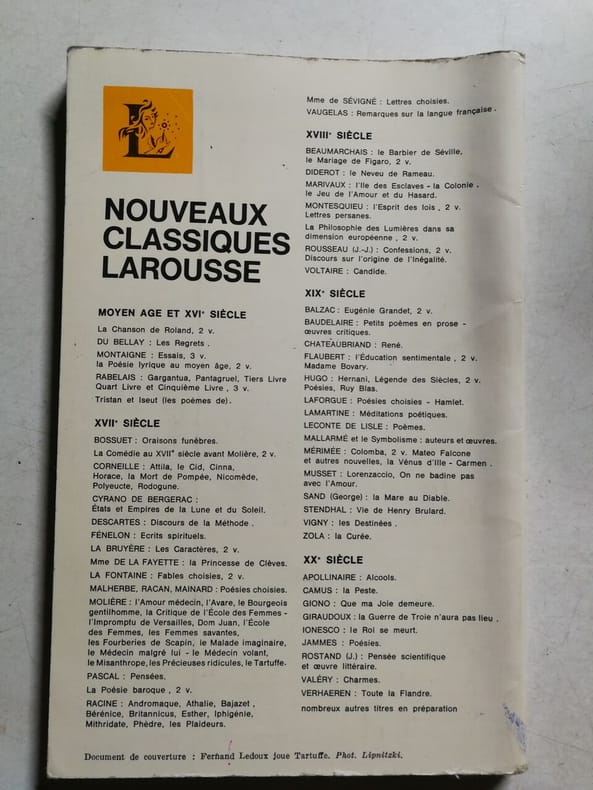 L
NOUVEAUX
CLASSIQUES
LAROUSSE
MOYEN AGE ET XVIᵉ SIÈCLE
La Chanson de Roland, 2 v.
DU BELLAY : Les Regrets .
MONTAIGNE : Essais, 3 v.
la Poésie lyrique au moyen âge, 2 v.
RABELAIS : Gargantua, Pantagruel, Tiers Livre
Quart Livre et Cinquième Livre , 3 v.
Tristan et Iseut (les poèmes de).
XVIIᵉ SIÈCLE
BOSSUET : Oraisons funèbres.
La Comédie au XVIIᵉ siècle avant Molière, 2 v.
CORNEILLE : Attila, le Cid, Cinna,
Horace, la Mort de Pompée, Nicomède,
Polyeucte, Rodogune.
CYRANO DE BERGERAC :
États et Empires de la Lune et du Soleil.
DESCARTES : Discours de la Méthode .
FÉNELON : Ecrits spirituels.
LA BRUYÈRE : Les Caractères, 2 v.
Mme DE LA FAYETTE : la Princesse de Clèves.
LA FONTAINE : Fables choisies, 2 v.
MALHERBE, RACAN, MAINARD : Poésies choisies.
MOLIÈRE : l'Amour médecin, l'Avare, le Bourgeois
gentilhomme, la Critique de l'École des Femmes -
l'Impromptu de Versailles, Dom Juan, l'École
des Femmes, les Femmes savantes,
les Fourberies de Scapin, le Malade imaginaire,
le Médecin malgré lui - le Médecin volant,
le Misanthrope, les Précieuses ridicules, le Tartuffe.
PASCAL : Pensées.
La Poésie baroque , 2 v.
RACINE : Andromaque, Athalie, Bajazet ,
Bérénice, Britannicus, Esther, Iphigénie,
Mithridate, Phèdre, les Plaideurs.
Mme de SÉVIGNÉ : Lettres choisies.
VAUGELAS : Remarques sur la langue française .
XVIIIᵉ SIÈCLE
BEAUMARCHAIS : le Barbier de Séville,
le Mariage de Figaro, 2 v.
DIDEROT : le Neveu de Rameau.
MARIVAUX : l'Ile des Esclaves - la Colonie ,
le Jeu de l'Amour et du Hasard.
MONTESQUIEU : l'Esprit des lois , 2 v.
Lettres persanes.
La Philosophie des Lumières dans sa
dimension européenne , 2 v.
ROUSSEAU (J.-J.) : Confessions, 2 v.
Discours sur l'origine de l'Inégalité.
VOLTAIRE : Candide.
XIXᵉ SIÈCLE
BALZAC : Eugénie Grandet, 2 v.
BAUDELAIRE : Petits poèmes en prose -
œuvres critiques.
CHATEAUBRIAND : René.
FLAUBERT : l'Éducation sentimentale , 2 v.
Madame Bovary.
HUGO : Hernani, Légende des Siècles, 2 v.
Poésies, Ruy Blas.
LAFORGUE : Poésies choisies - Hamlet.
LAMARTINE : Méditations poétiques.
LECONTE DE LISLE : Poèmes.
MALLARMÉ et le Symbolisme : auteurs et œuvres.
MÉRIMÉE : Colomba, 2 v. Mateo Falcone
et autres nouvelles, la Vénus d'Ille - Carmen .
MUSSET : Lorenzaccio, On ne badine pas
avec l'Amour.
SAND (George) : la Mare au Diable.
STENDHAL : Vie de Henry Brulard.
VIGNY : les Destinées .
ZOLA : la Curée.
XXᵉ SIÈCLE
APOLLINAIRE : Alcools.
CAMUS : la Peste.
GIONO : Que ma Joie demeure.
GIRAUDOUX : la Guerre de Troie n'aura pas lieu .
IONESCO : le Roi se meurt.
JAMMES : Poésies.
ROSTAND (J.) : Pensée scientifique
et œuvre littéraire.
VALÉRY : Charmes.
VERHAEREN : Toute la Flandre.
nombreux autres titres en préparation
Document de couverture : Fernand Ledoux joue Tartuffe. Phot. Lipnitzki.